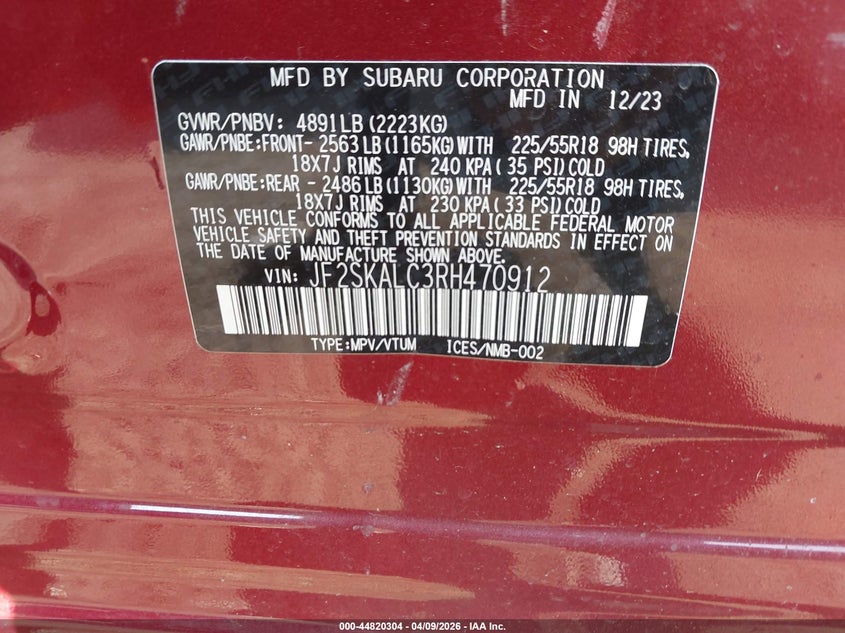 MFD BY SUBARU CORPORATION
MFD IN 12/23
GVWR/PNBV: 4891LB (2223KG)
GAWR/PNBE:FRONT- 2563LB(1165KG)WITH 225/55R18 98H TIRES,
18X7J RIMS AT 240 KPA ( 35 PSI)COLD
GAWR/PNBE:REAR - 2486LB(1130KG)WITH 225/55R18 98H TIRES,
18X7J RIMS AT 230 KPA ( 33 PSI)COLD
THIS VEHICLE CONFORMS TO ALL APPLICABLE FEDERAL MOTOR
VEHICLE SAFETY AND THEFT PREVENTION STANDARDS IN EFFECT ON
THE DATE OF MANUFACTURE SHOWN ABOVE.
VIN: JF2SKALC3RH470912
TYPE:MPV/VTUM ICES/NMB-002
000-44820304 - 04/09/2026 - IAA Inc.